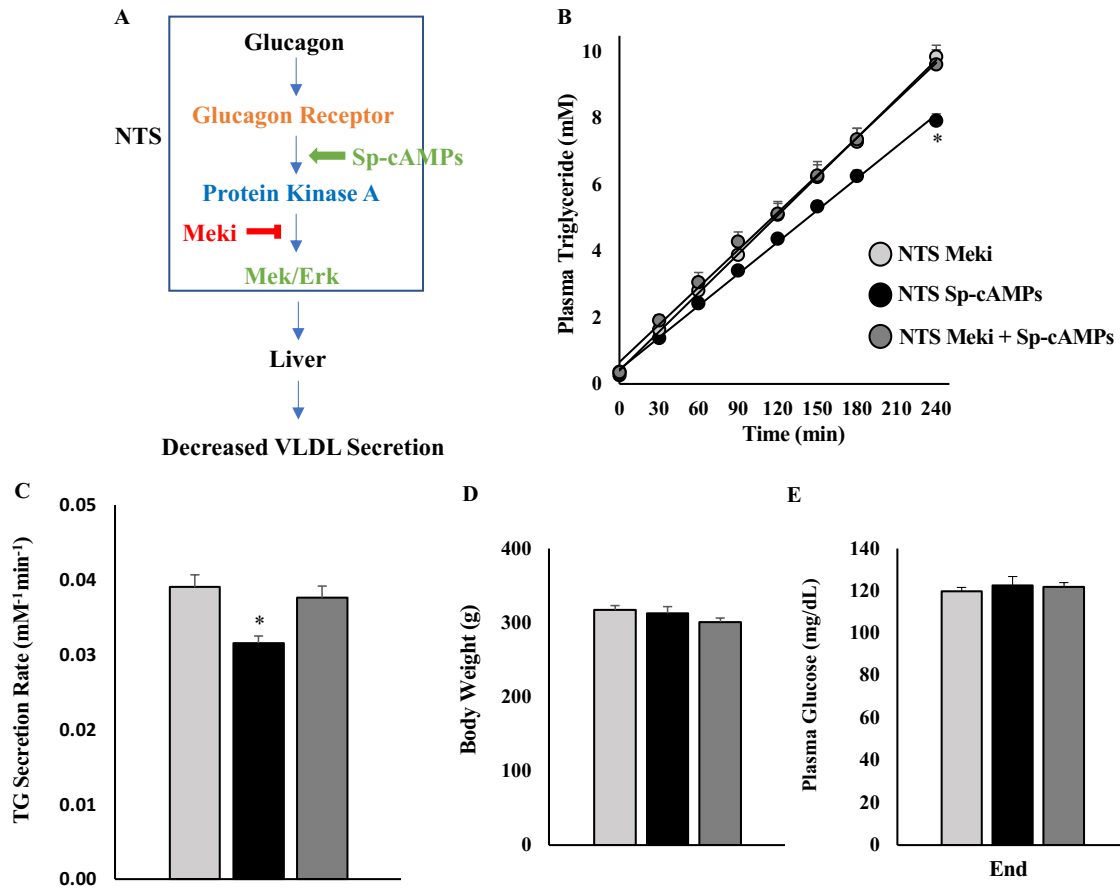 A
Glucagon
Glucagon Receptor
NTS
Sp-cAMPs
Protein Kinase A
Meki
Mek/Erk
Liver
Decreased VLDL Secretion
B
Plasma Triglyceride (mM)
10
8
6
4
2
0
0 30 60 90 120 150 180 210 240
Time (min)
*
NTS Meki
NTS Sp-cAMPs
NTS Meki + Sp-cAMPs
C
TG Secretion Rate (mM⁻¹min⁻¹)
0.05
0.04
0.03
0.02
0.01
0.00
*
D
Body Weight (g)
400
300
200
100
0
E
Plasma Glucose (mg/dL)
140
120
100
80
60
40
20
0
End